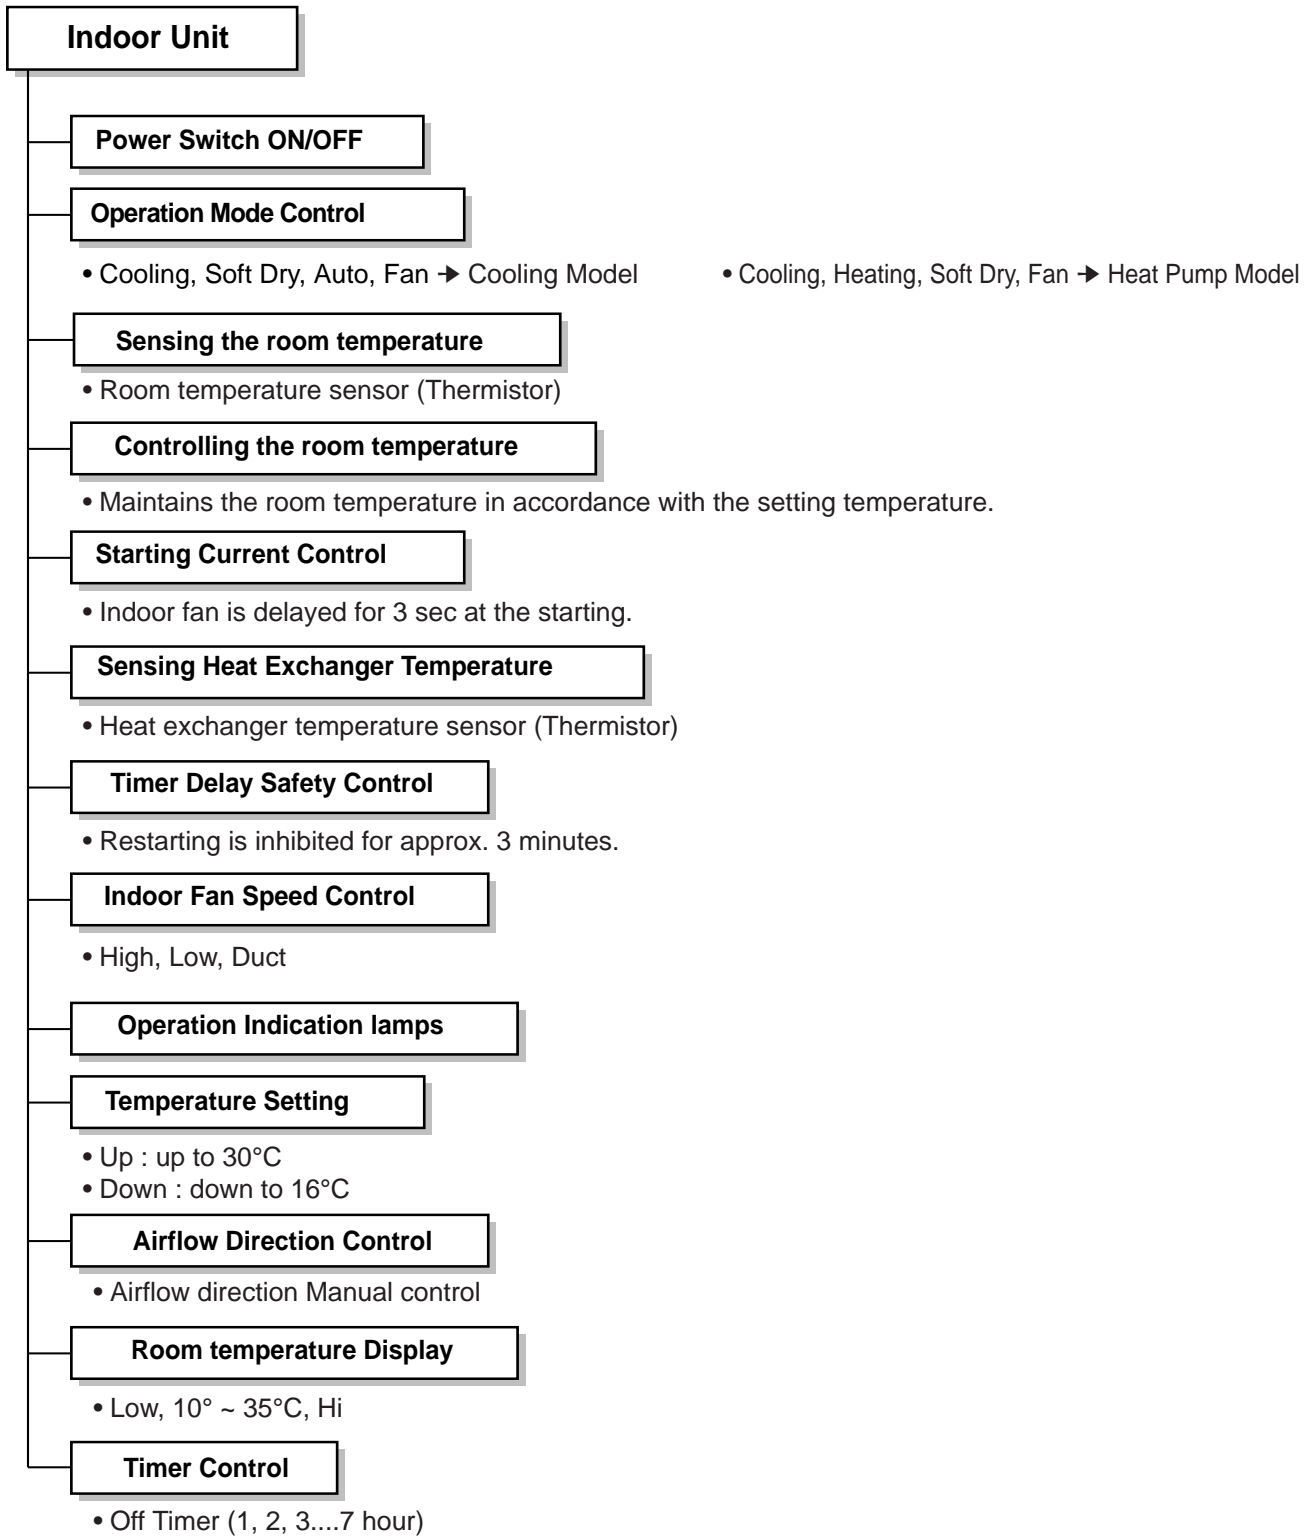 Indoor Unit
Power Switch ON/OFF
Operation Mode Control
• Cooling, Soft Dry, Auto, Fan ➔ Cooling Model
• Cooling, Heating, Soft Dry, Fan ➔ Heat Pump Model
Sensing the room temperature
• Room temperature sensor (Thermistor)
Controlling the room temperature
• Maintains the room temperature in accordance with the setting temperature.
Starting Current Control
• Indoor fan is delayed for 3 sec at the starting.
Sensing Heat Exchanger Temperature
• Heat exchanger temperature sensor (Thermistor)
Timer Delay Safety Control
• Restarting is inhibited for approx. 3 minutes.
Indoor Fan Speed Control
• High, Low, Duct
Operation Indication lamps
Temperature Setting
• Up : up to 30°C
• Down : down to 16°C
Airflow Direction Control
• Airflow direction Manual control
Room temperature Display
• Low, 10° ~ 35°C, Hi
Timer Control
• Off Timer (1, 2, 3....7 hour)